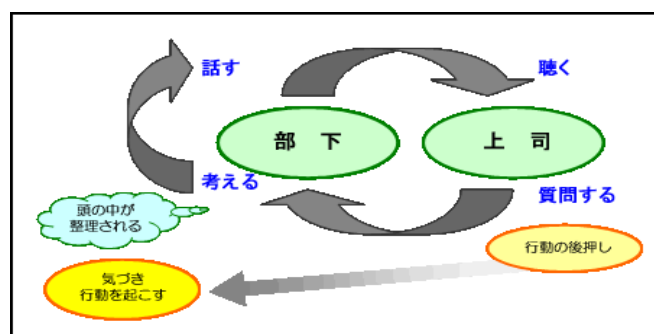 話す
聴く
部 下
上 司
考える
質問する
頭の中が
整理される
行動の後押し
気づき
行動を起こす